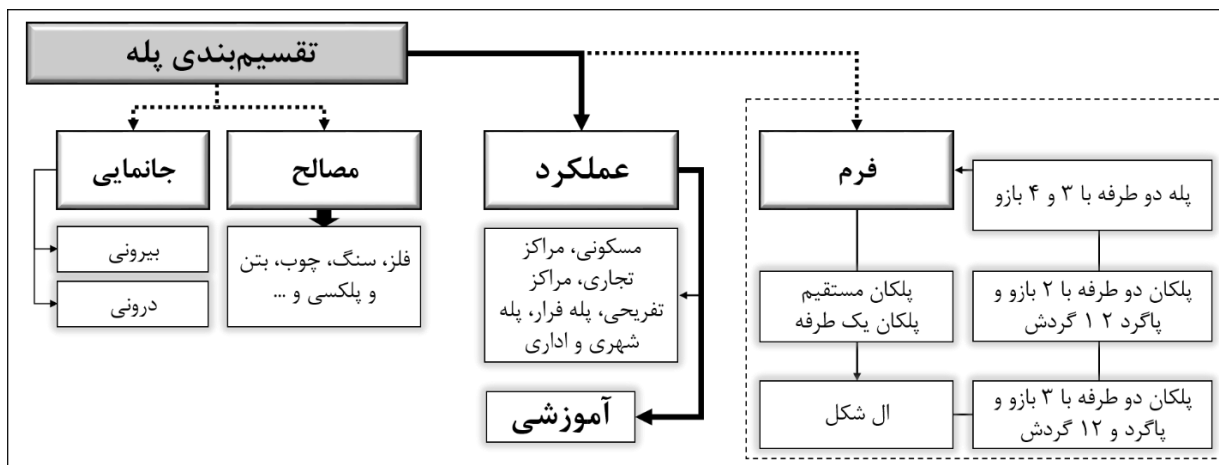 تقسیم‌بندی پله
فرم
عملکرد
مصالح
جانمایی
پله دو طرفه با ۳ و ۴ بازو
پلکان دو طرفه با ۲ بازو و
پاگرد ۲ ۱ گردش
پلکان دو طرفه با ۳ بازو و
پاگرد و ۱۲ گردش
پلکان مستقیم
پلکان یک طرفه
ال شکل
مسکونی، مراکز
تجاری، مراکز
تفریحی، پله فرار، پله
شهری و اداری
آموزشی
فلز، سنگ، چوب، بتن
و پلکسی و ...
بیرونی
درونی